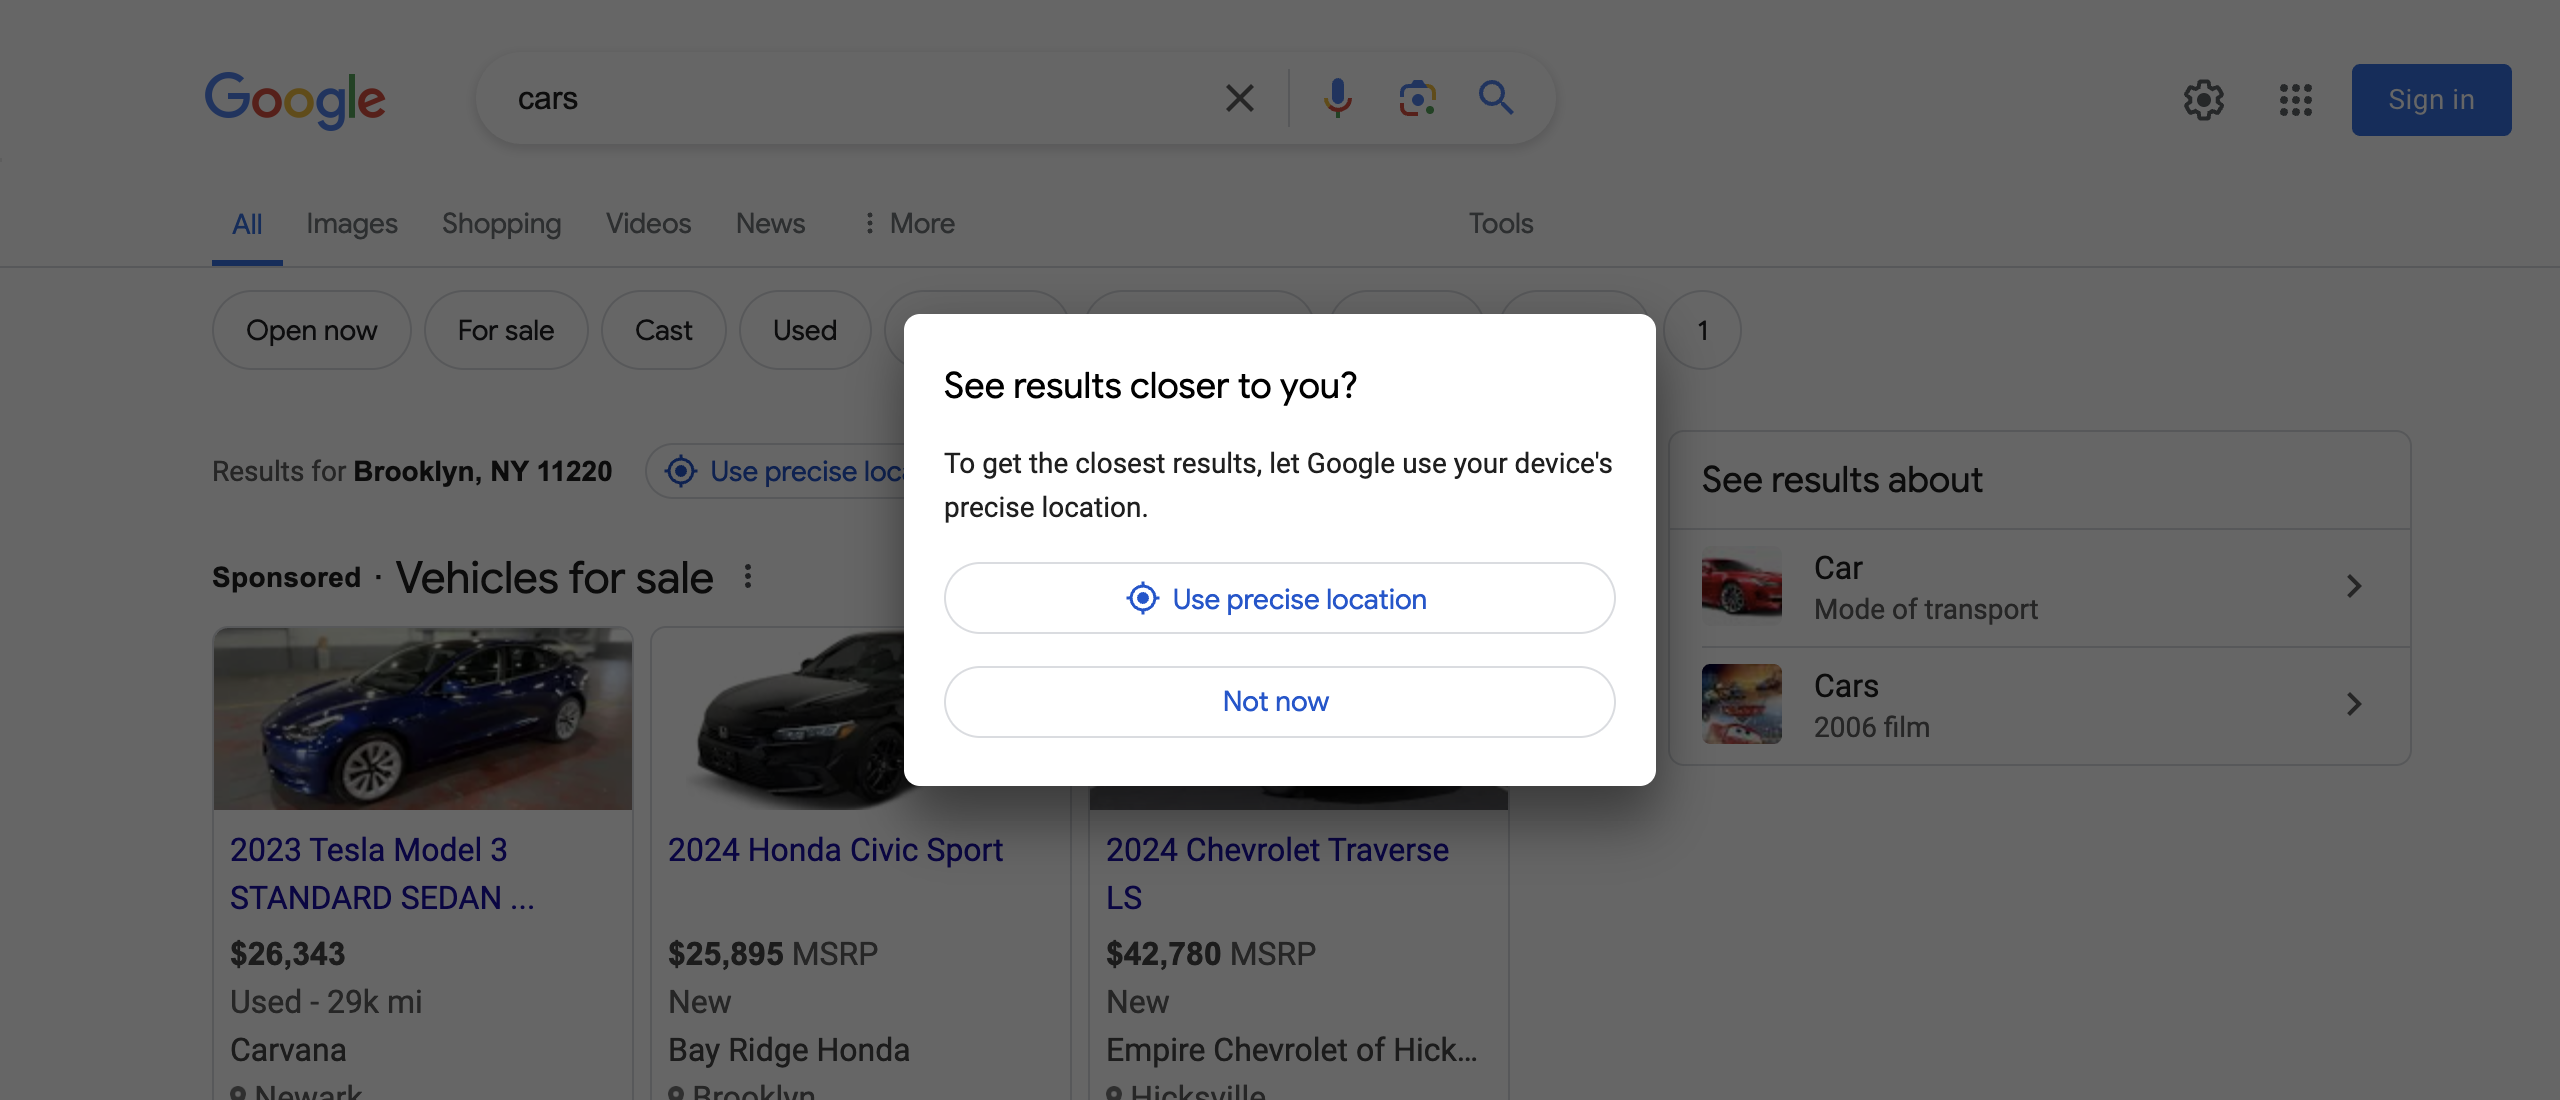 Google
cars
Sign in
All
Images
Shopping
Videos
News
More
Tools
Open now
For sale
Cast
Used
1
Results for Brooklyn, NY 11220
Use precise
See results closer to you?
To get the closest results, let Google use your device's
precise location.
Use precise location
Not now
See results about
Car
Mode of transport
Cars
2006 film
Sponsored · Vehicles for sale
2023 Tesla Model 3
STANDARD SEDAN ...
$26,343
Used - 29k mi
Carvana
Newark
2024 Honda Civic Sport
$25,895 MSRP
New
Bay Ridge Honda
Brooklyn
2024 Chevrolet Traverse
LS
$42,780 MSRP
New
Empire Chevrolet of Hick...
Hicksville